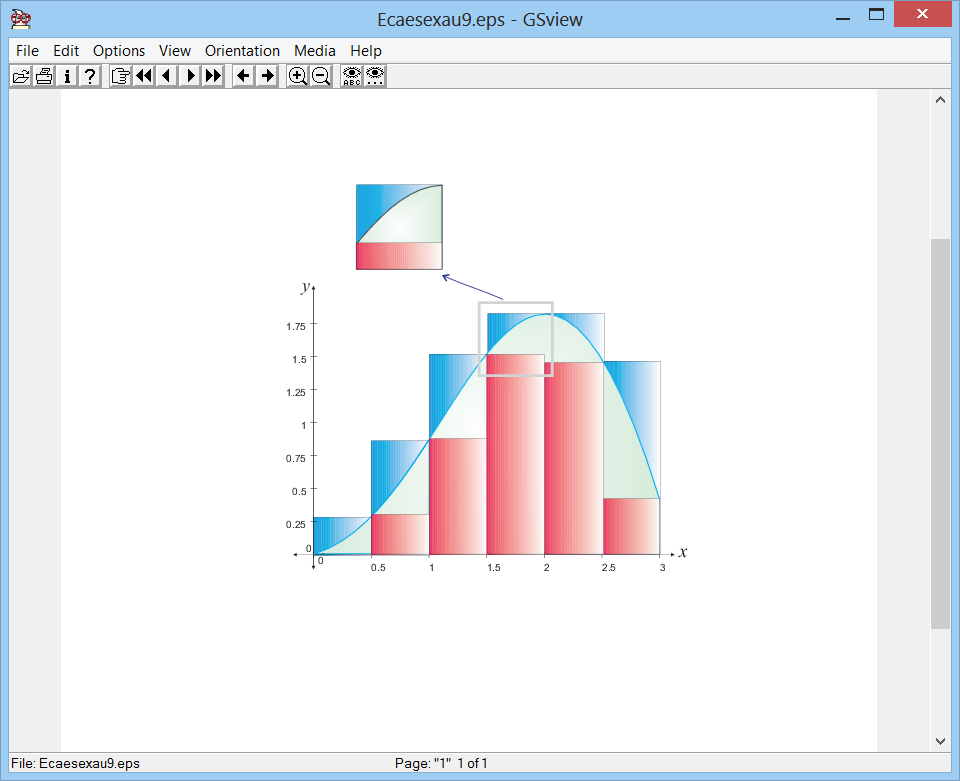 Ecaesexau9.eps - GSview
File Edit Options View Orientation Media Help
i ? ABC
y
1.75
1.5
1.25
1
0.75
0.5
0.25
0
0 0.5 1 1.5 2 2.5 3 x
File: Ecaesexau9.eps Page: "1" 1 of 1